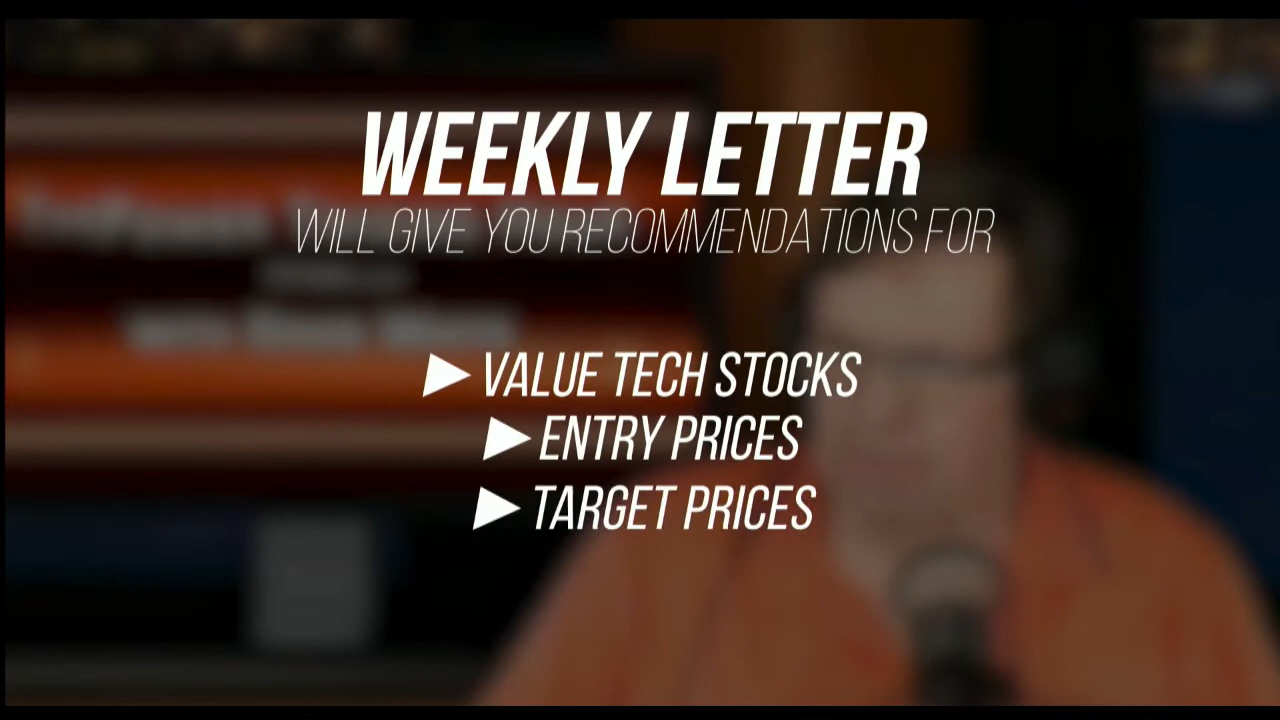 WEEKLY LETTER
WILL GIVE YOU RECOMMENDATIONS FOR
▶ VALUE TECH STOCKS
▶ ENTRY PRICES
▶ TARGET PRICES